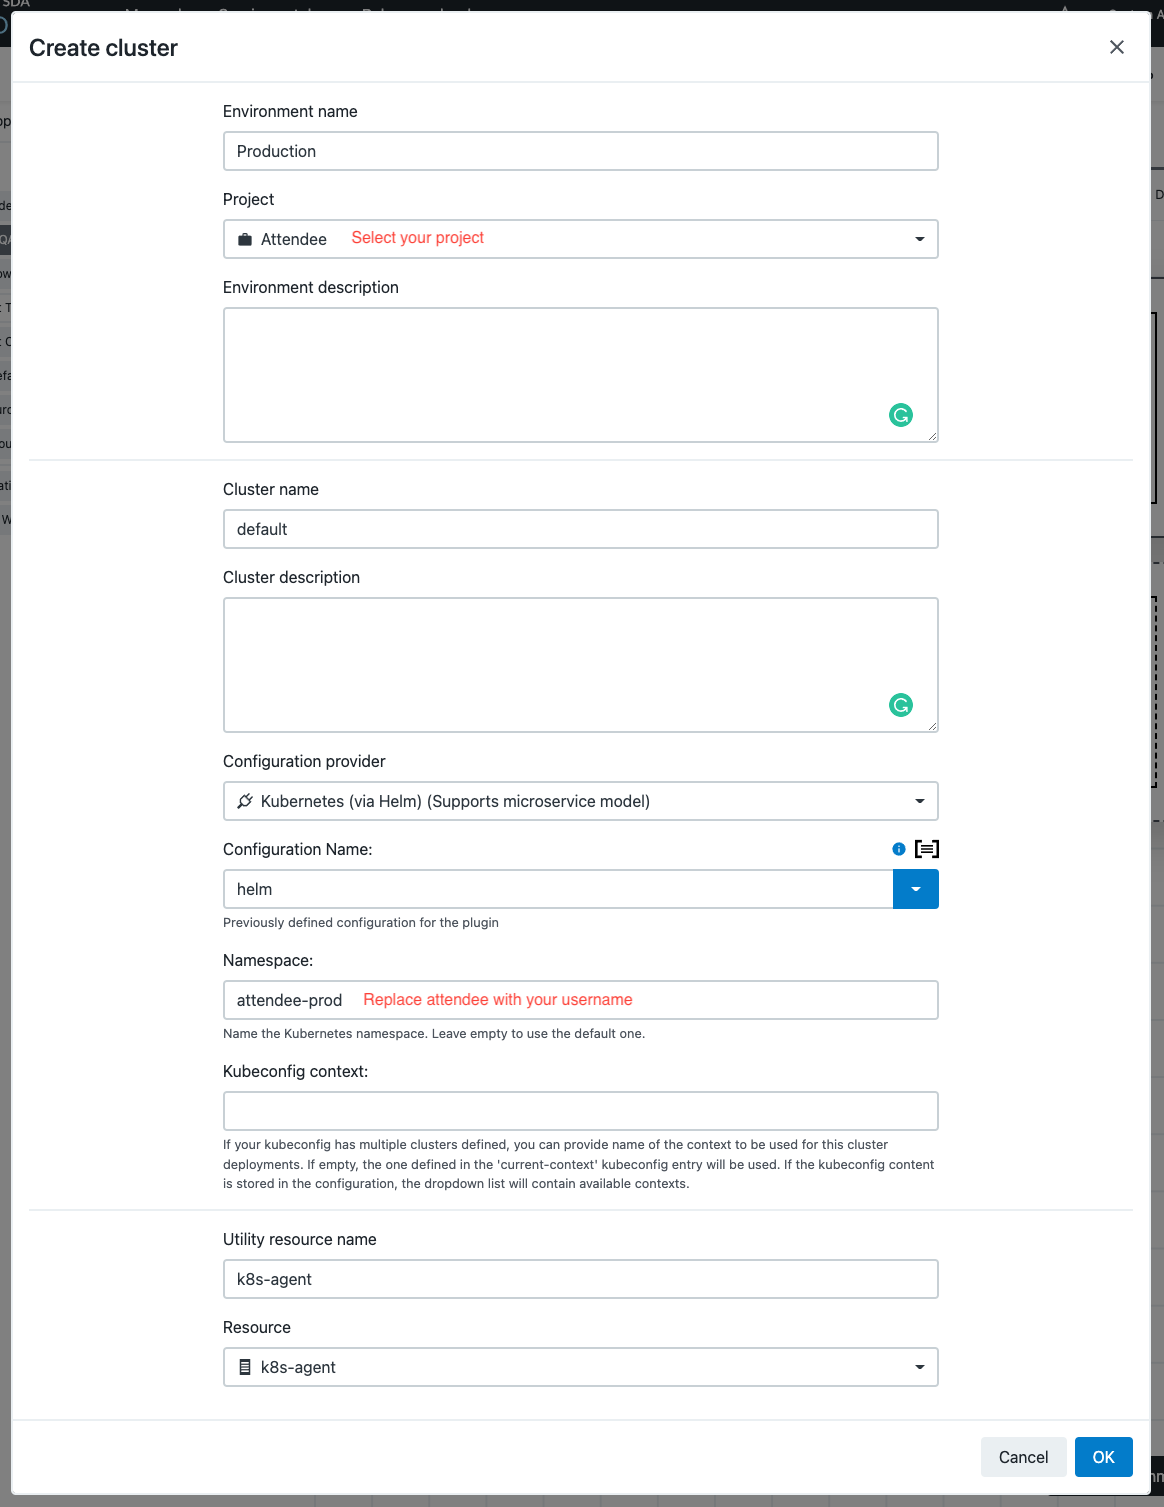 SDA
Create cluster
Environment name
Production
Project
Attendee Select your project
Environment description
Cluster name
default
Cluster description
Configuration provider
Kubernetes (via Helm) (Supports microservice model)
Configuration Name:
helm
Previously defined configuration for the plugin
Namespace:
attendee-prod Replace attendee with your username
Name the Kubernetes namespace. Leave empty to use the default one.
Kubeconfig context:
If your kubeconfig has multiple clusters defined, you can provide name of the context to be used for this cluster
deployments. If empty, the one defined in the 'current-context' kubeconfig entry will be used. If the kubeconfig content
is stored in the configuration, the dropdown list will contain available contexts.
Utility resource name
k8s-agent
Resource
k8s-agent
Cancel OK